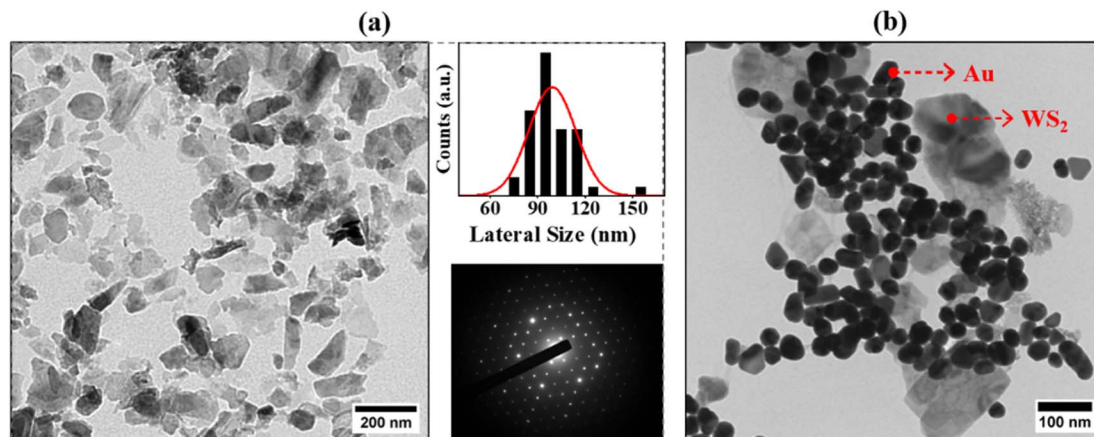 (a)
(b)
Counts (a.u.)
60 90 120 150
Lateral Size (nm)
Au
WS₂
200 nm
100 nm